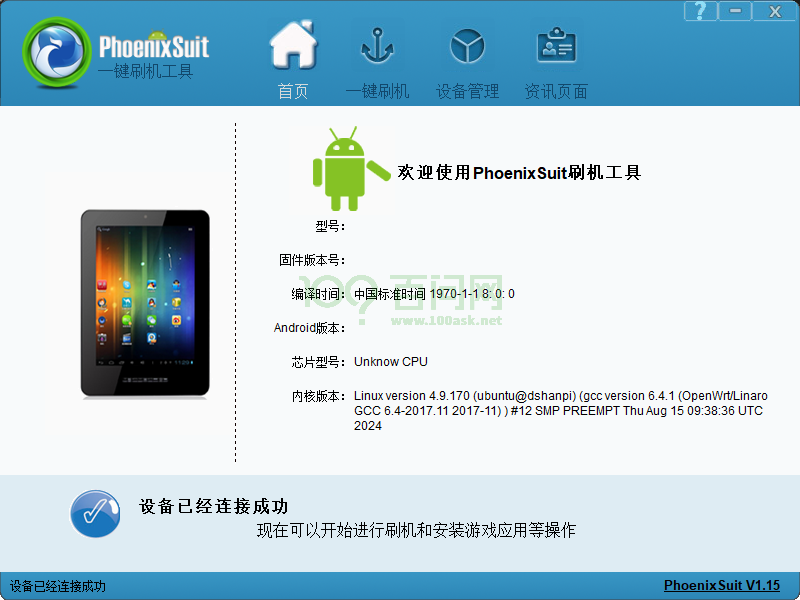 PhoenixSuit
一键刷机工具
首页
一键刷机
设备管理
资讯页面
欢迎使用PhoenixSuit刷机工具
型号：
固件版本号：
编译时间：中国标准时间 1970-1-1 8: 0: 0
100ask 百问网
www.100ask.net
Android版本：
芯片型号：Unknow CPU
内核版本：Linux version 4.9.170 (ubuntu@dshanpi) (gcc version 6.4.1 (OpenWrt/Linaro
GCC 6.4-2017.11 2017-11) ) #12 SMP PREEMPT Thu Aug 15 09:38:36 UTC
2024
设备已经连接成功
现在可以开始进行刷机和安装游戏应用等操作
设备已经连接成功
PhoenixSuit V1.15